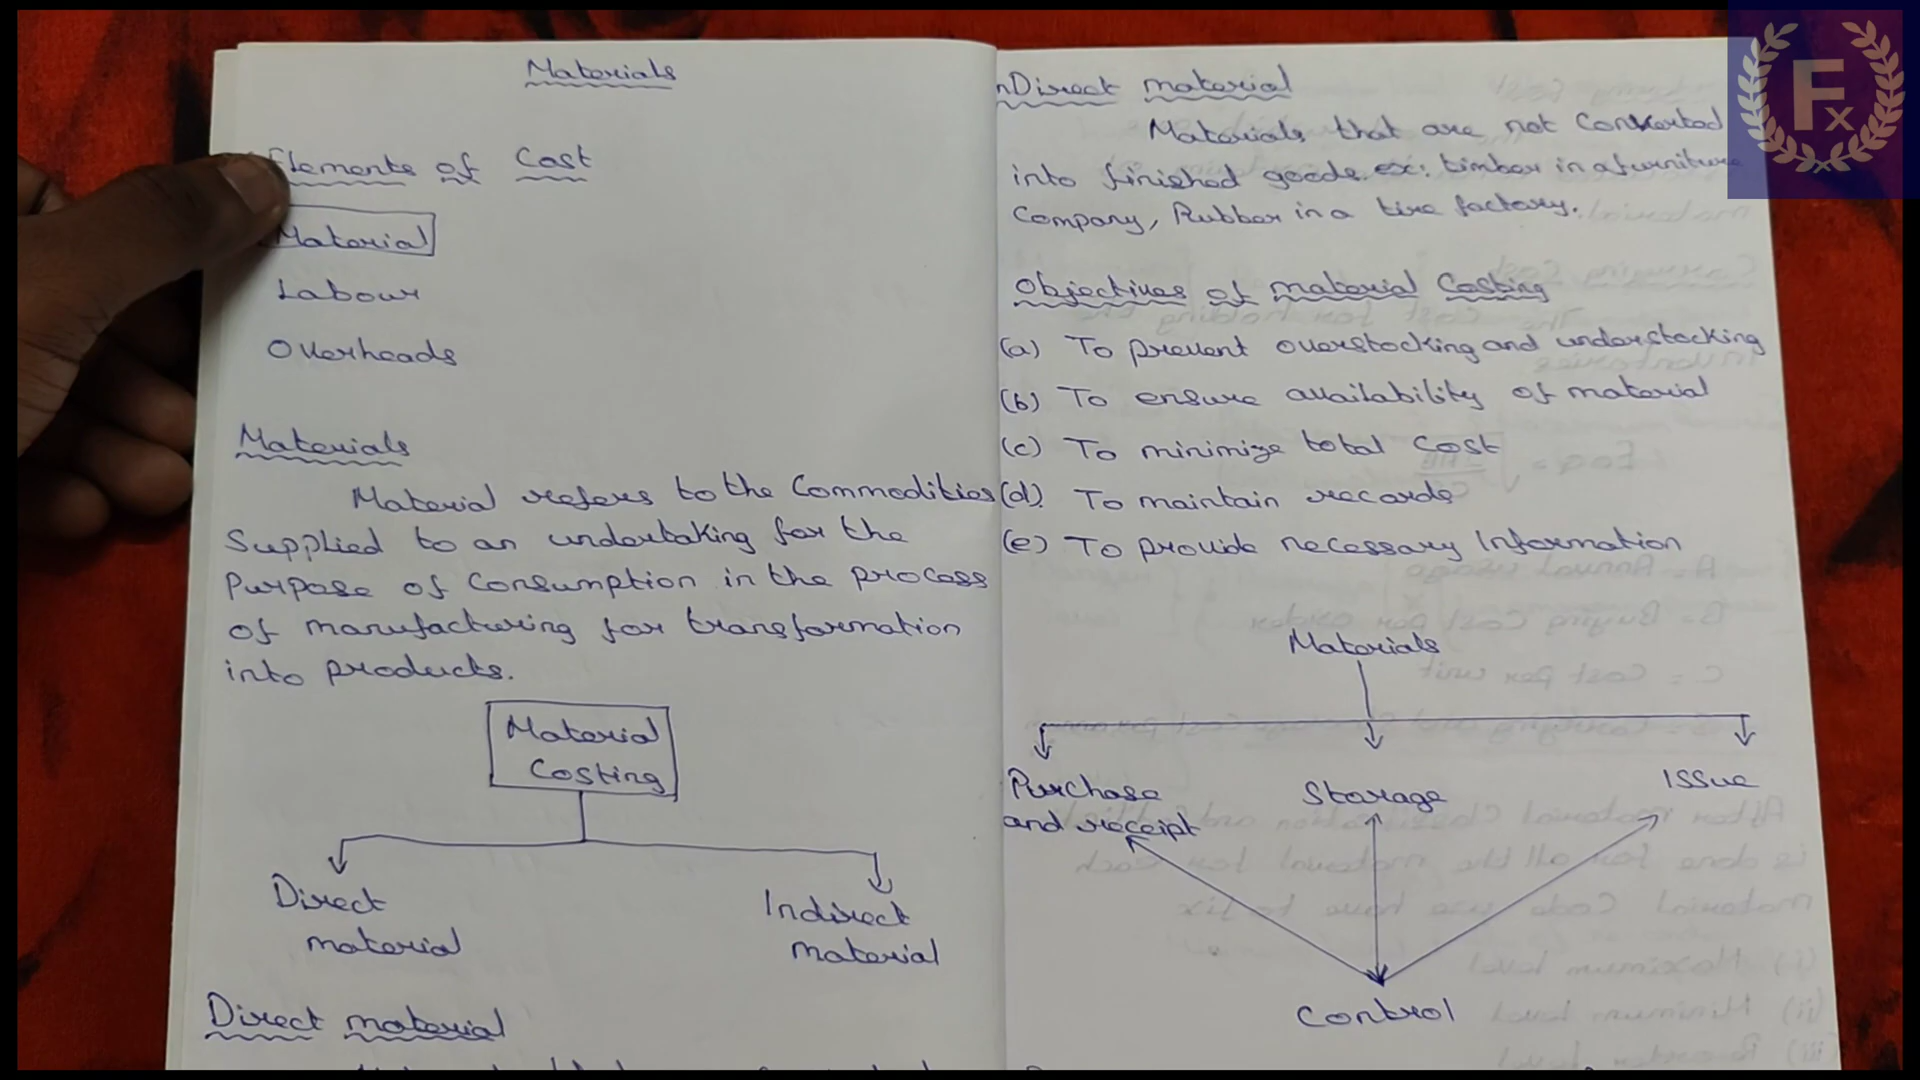 Materials
Elements of Cost
Material
Labour
Overheads
Materials
Material refers to the Commodities
Supplied to an undertaking for the
Purpose of Consumption in the process
of manufacturing for transformation
into products.
Material
Costing
Direct
material
Indirect
material
Direct material
nDirect material
Materials that are not Converted
into finished goods. ex: timber in a furniture
Company, Rubber in a tire factory.
Objectives of material Costing
(a) To prevent overstocking and understocking
(b) To ensure availability of material
(c) To minimize total Cost
(d) To maintain records
(e) To provide necessary Information
Materials
Purchase
and receipt
Storage
Issue
Control
Fx